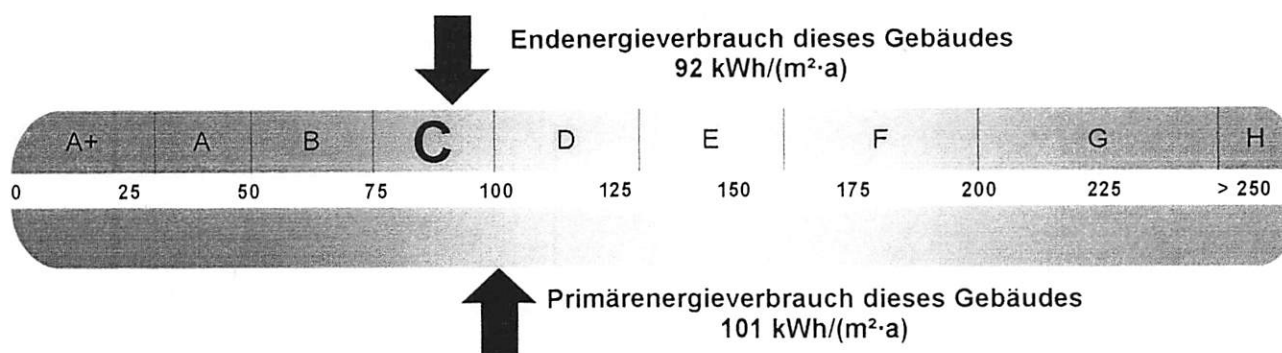 Endenergieverbrauch dieses Gebäudes
92 kWh/(m²·a)
A+ A B C D E F G H
0 25 50 75 100 125 150 175 200 225 > 250
Primärenergieverbrauch dieses Gebäudes
101 kWh/(m²·a)